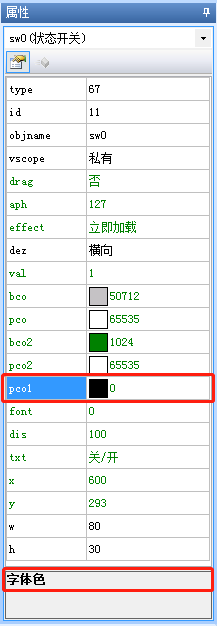 属性
sw0(状态开关)
type 67
id 11
objname sw0
vscope 私有
drag 否
aph 127
effect 立即加载
dez 横向
val 1
bco 50712
pco 65535
bco2 1024
pco2 65535
pco1 0
font 0
dis 100
txt 关/开
x 600
y 293
w 80
h 30
字体色